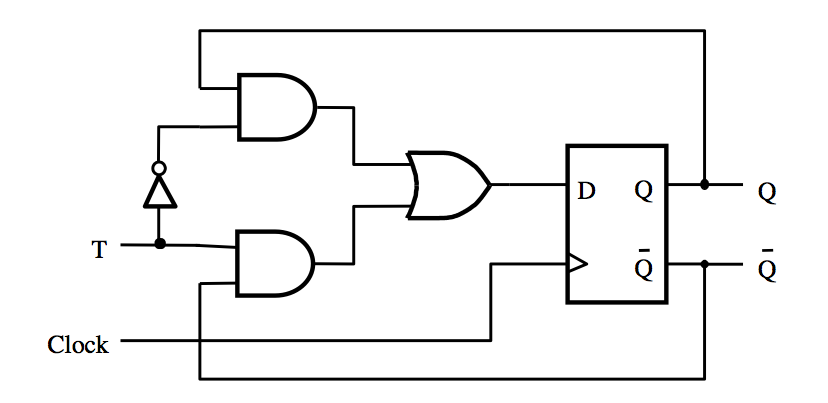 D Q Q
T Q̅ Q̅
Clock